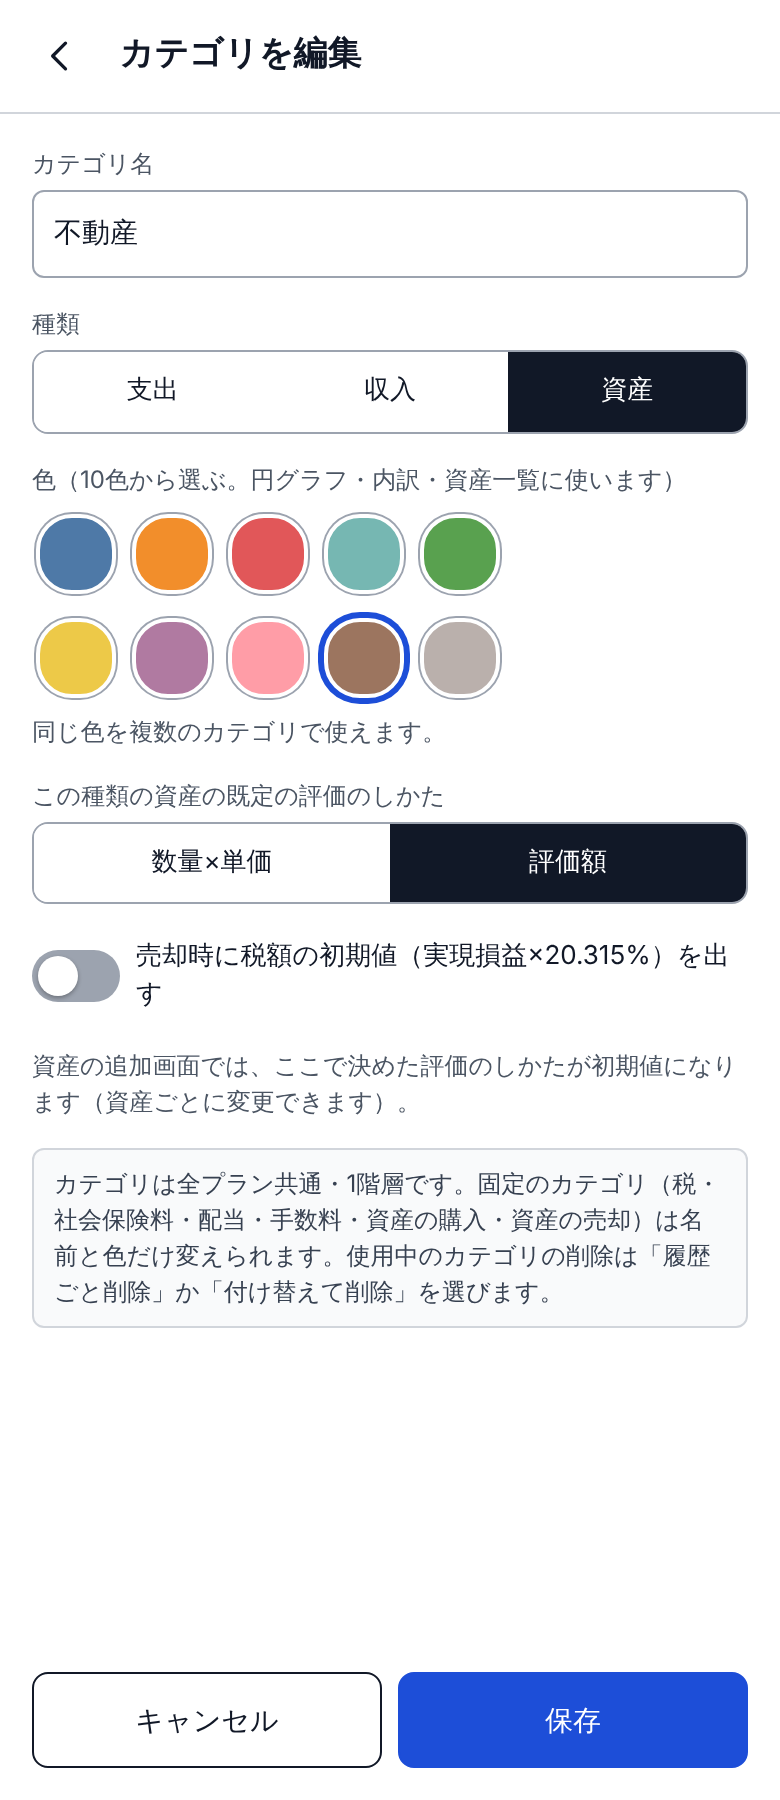 カテゴリを編集
カテゴリ名
不動産
種類
支出
収入
資産
色（10色から選ぶ。円グラフ・内訳・資産一覧に使います）
同じ色を複数のカテゴリで使えます。
この種類の資産の既定の評価のしかた
数量×単価
評価額
売却時に税額の初期値（実現損益×20.315%）を出
す
資産の追加画面では、ここで決めた評価のしかたが初期値になり
ます（資産ごとに変更できます）。
カテゴリは全プラン共通・1階層です。固定のカテゴリ（税・
社会保険料・配当・手数料・資産の購入・資産の売却）は名
前と色だけ変えられます。使用中のカテゴリの削除は「履歴
ごと削除」か「付け替えて削除」を選びます。
キャンセル
保存